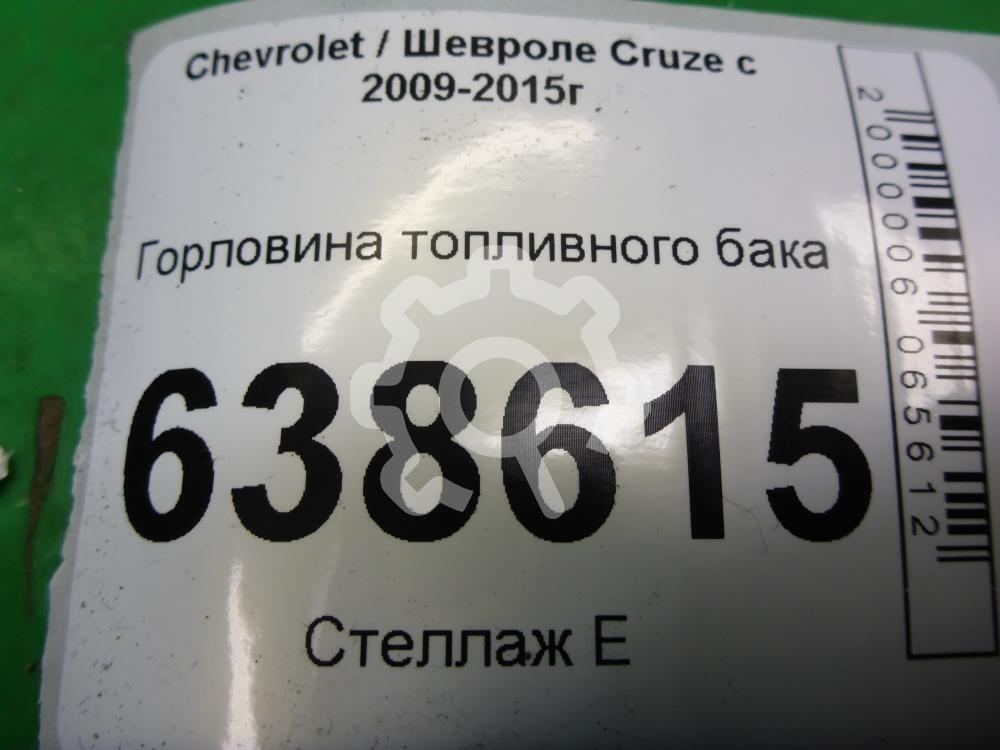 Chevrolet / Шевроле Cruze с
2009-2015г
Горловина топливного бака
638615
Стеллаж Е
2000006065612